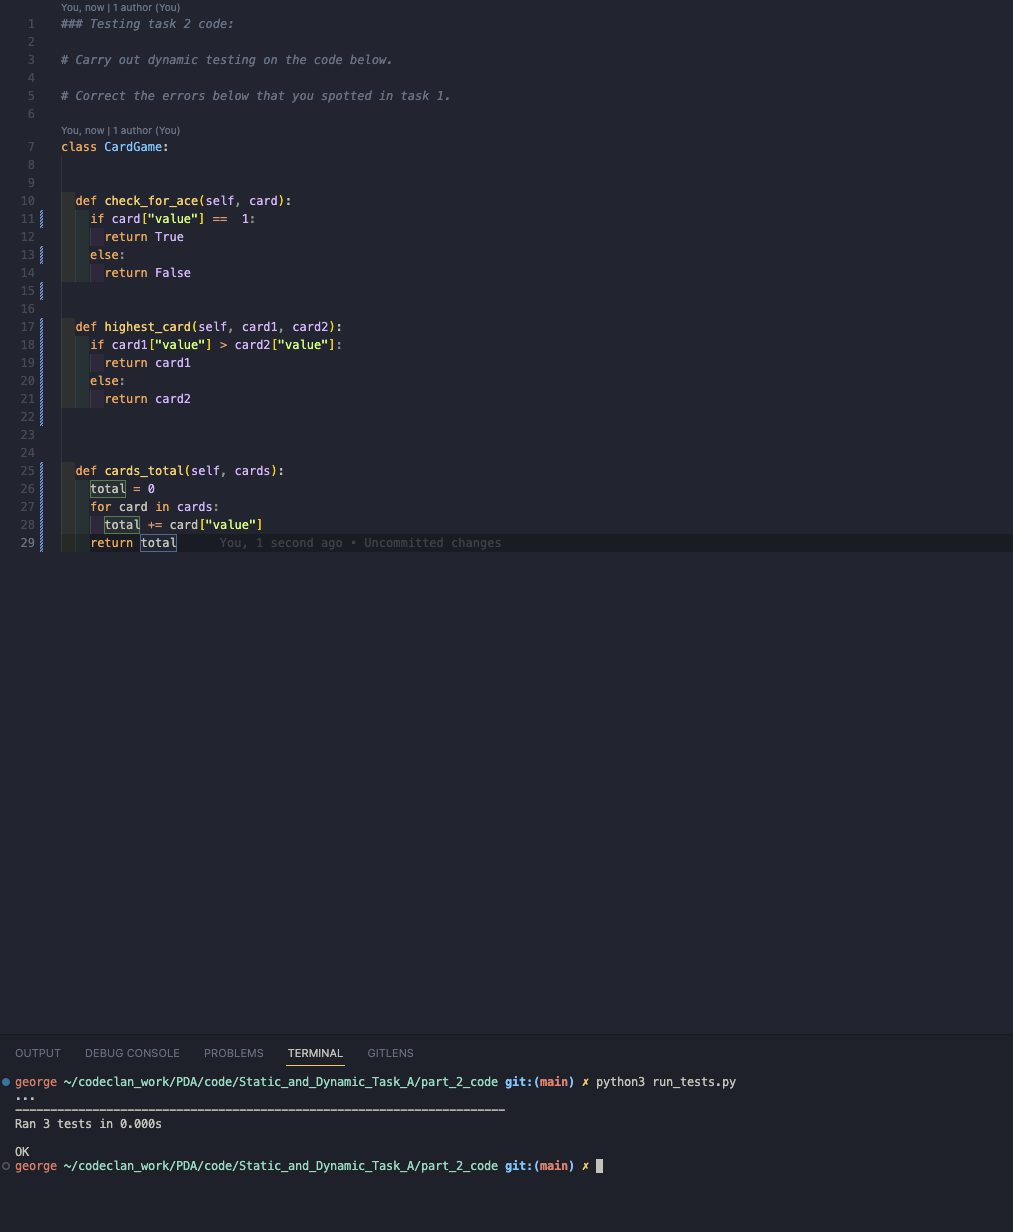 You, now | 1 author (You)
1 ### Testing task 2 code:
2
3 # Carry out dynamic testing on the code below.
4
5 # Correct the errors below that you spotted in task 1.
6
You, now | 1 author (You)
7 class CardGame:
8
9
10 def check_for_ace(self, card):
11 if card["value"] ==  1:
12 return True
13 else:
14 return False
15
16
17 def highest_card(self, card1, card2):
18 if card1["value"] > card2["value"]:
19 return card1
20 else:
21 return card2
22
23
24
25 def cards_total(self, cards):
26 total = 0
27 for card in cards:
28 total += card["value"]
29 return total You, 1 second ago • Uncommitted changes
OUTPUT DEBUG CONSOLE PROBLEMS TERMINAL GITLENS
george ~/codeclan_work/PDA/code/Static_and_Dynamic_Task_A/part_2_code git:(main) ✗ python3 run_tests.py
...
----------------------------------------------------------------------
Ran 3 tests in 0.000s
OK
george ~/codeclan_work/PDA/code/Static_and_Dynamic_Task_A/part_2_code git:(main) ✗